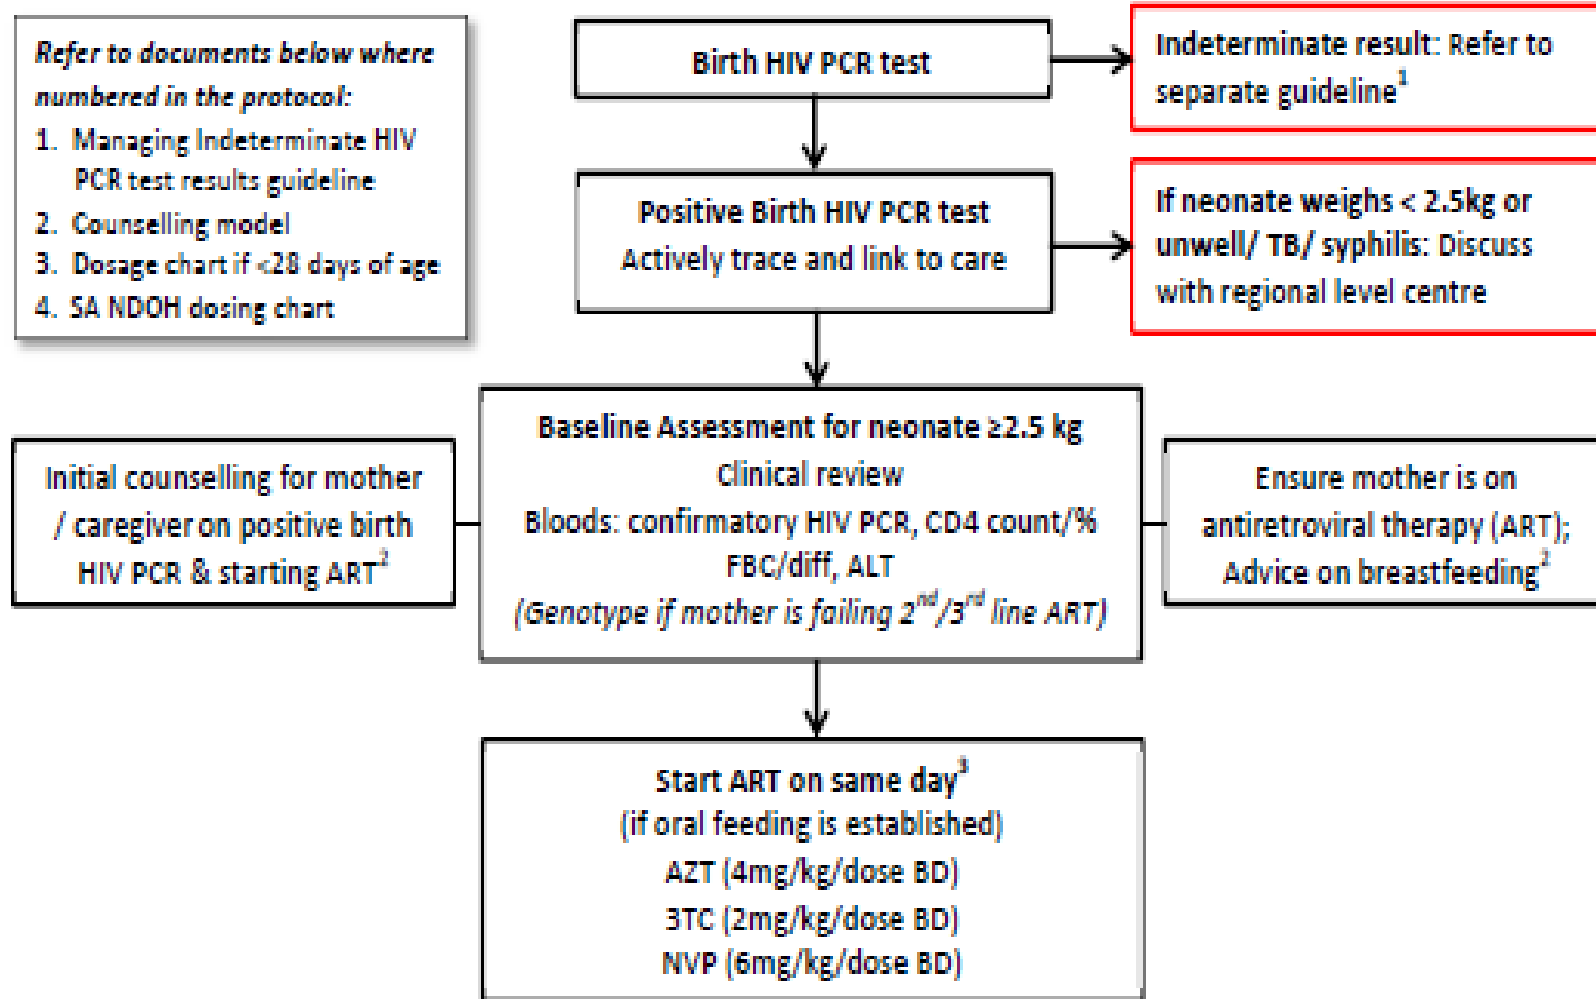 Refer to documents below where
numbered in the protocol:
1. Managing Indeterminate HIV
PCR test results guideline
2. Counselling model
3. Dosage chart if <28 days of age
4. SA NDOH dosing chart
Birth HIV PCR test
Indeterminate result: Refer to
separate guideline¹
Positive Birth HIV PCR test
Actively trace and link to care
If neonate weighs < 2.5kg or
unwell/ TB/ syphilis: Discuss
with regional level centre
Initial counselling for mother
/ caregiver on positive birth
HIV PCR & starting ART²
Baseline Assessment for neonate ≥2.5 kg
Clinical review
Bloods: confirmatory HIV PCR, CD4 count/%
FBC/diff, ALT
(Genotype if mother is failing 2nd/3rd line ART)
Ensure mother is on
antiretroviral therapy (ART);
Advice on breastfeeding²
Start ART on same day³
(if oral feeding is established)
AZT (4mg/kg/dose BD)
3TC (2mg/kg/dose BD)
NVP (6mg/kg/dose BD)